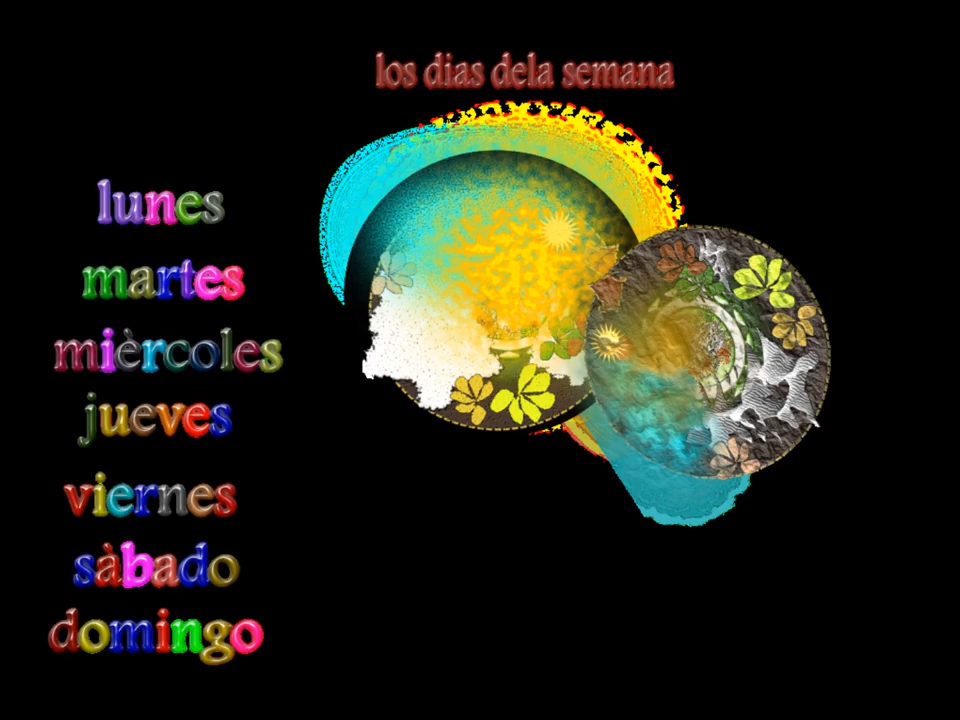 los dias dela semana
lunes
martes
mièrcoles
jueves
viernes
sàbado
domingo